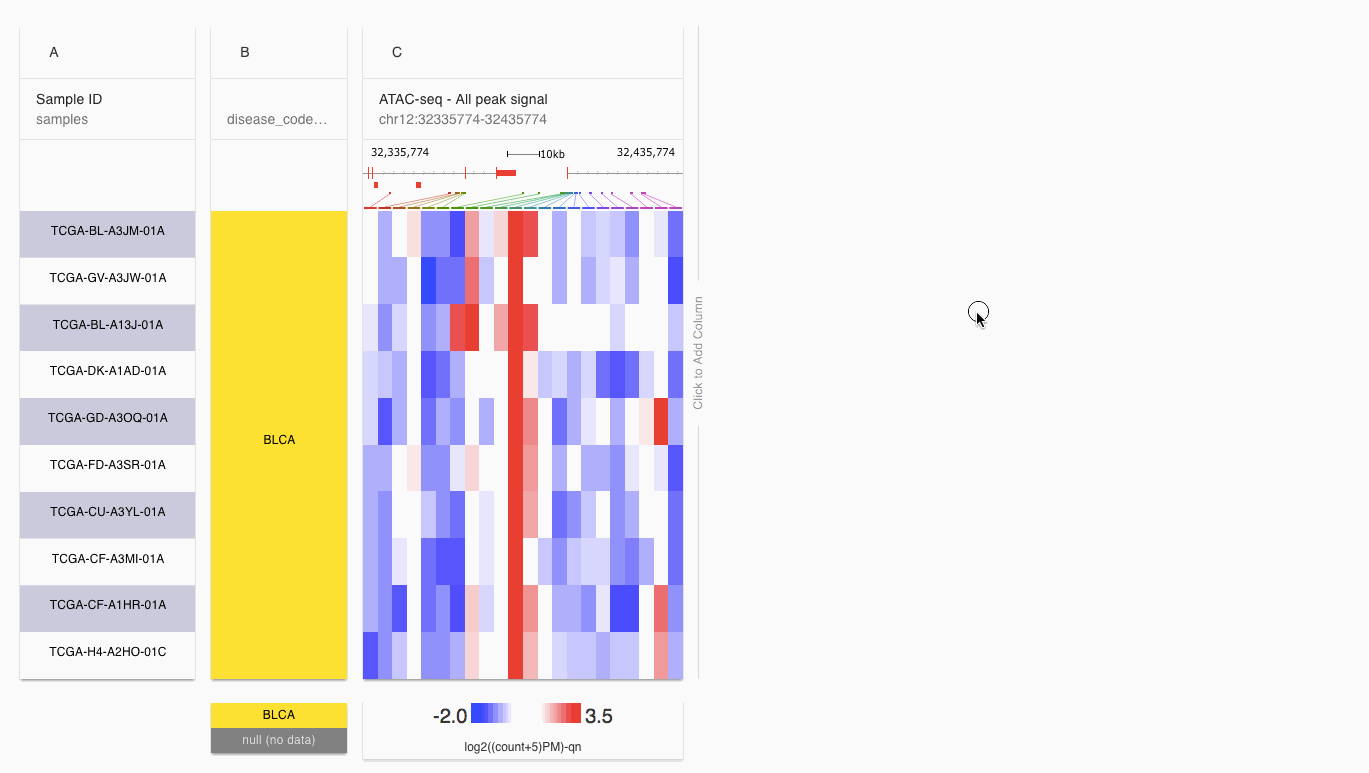 A
B
C
Sample ID
samples
disease_code…
ATAC-seq - All peak signal
chr12:32335774-32435774
32,335,774
10kb
32,435,774
TCGA-BL-A3JM-01A
TCGA-GV-A3JW-01A
TCGA-BL-A13J-01A
TCGA-DK-A1AD-01A
TCGA-GD-A3OQ-01A
TCGA-FD-A3SR-01A
TCGA-CU-A3YL-01A
TCGA-CF-A3MI-01A
TCGA-CF-A1HR-01A
TCGA-H4-A2HO-01C
BLCA
Click to Add Column
BLCA
null (no data)
-2.0
3.5
log2((count+5)PM)-qn